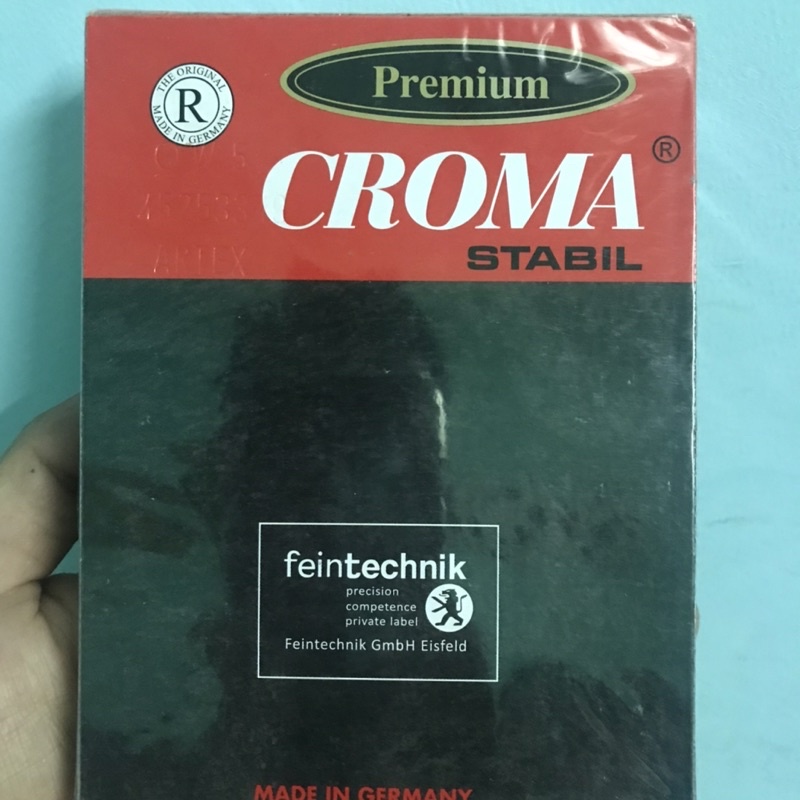 Premium
THE ORIGINAL
R
MADE IN GERMANY
CROMA ®
STABIL
ARTEX
feintechnik
precision
competence
private label
Feintechnik GmbH Eisfeld
MADE IN GERMANY